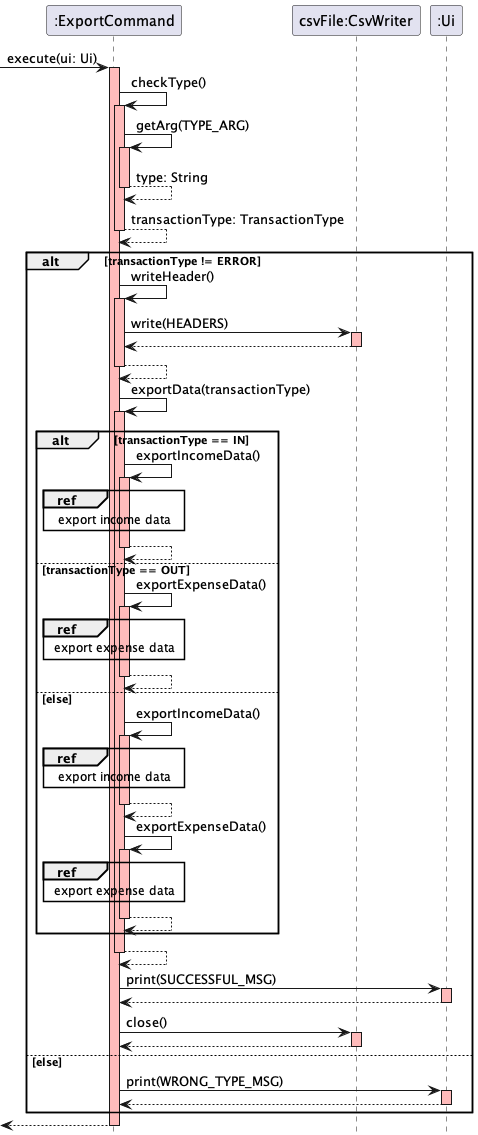 :ExportCommand
csvFile:CsvWriter
:Ui
execute(ui: Ui)
checkType()
getArg(TYPE_ARG)
type: String
transactionType: TransactionType
alt
[transactionType != ERROR]
writeHeader()
write(HEADERS)
exportData(transactionType)
alt
[transactionType == IN]
exportIncomeData()
ref
export income data
[transactionType == OUT]
exportExpenseData()
ref
export expense data
[else]
exportIncomeData()
ref
export income data
exportExpenseData()
ref
export expense data
print(SUCCESSFUL_MSG)
close()
[else]
print(WRONG_TYPE_MSG)